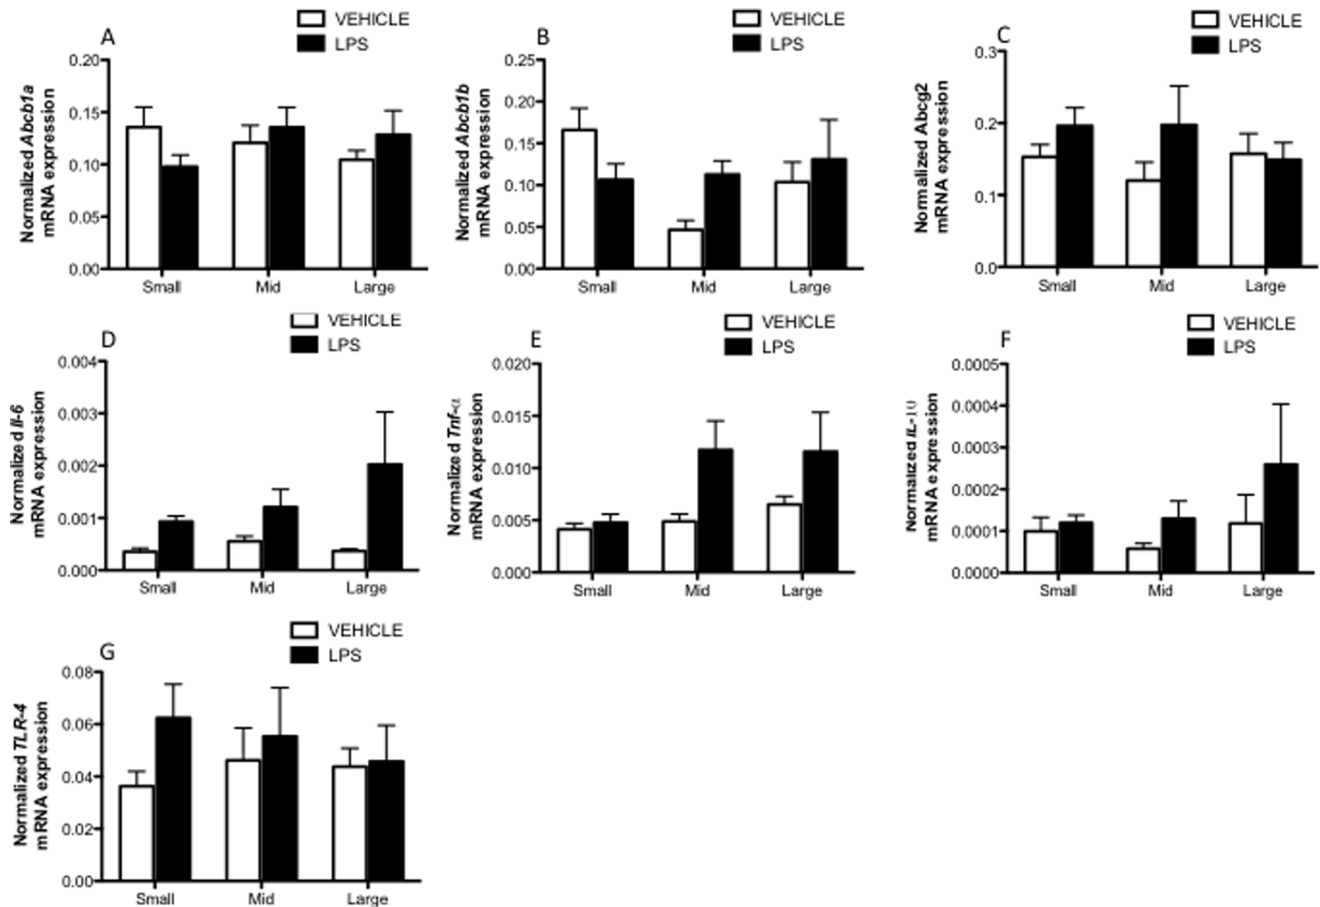 A
VEHICLE
LPS
Normalized Abcb1a
mRNA expression
0.20
0.15
0.10
0.05
0.00
Small Mid Large
B
VEHICLE
LPS
Normalized Abcb1b
mRNA expression
0.25
0.20
0.15
0.10
0.05
0.00
Small Mid Large
C
VEHICLE
LPS
Normalized Abcg2
mRNA expression
0.3
0.2
0.1
0.0
Small Mid Large
D
VEHICLE
LPS
Normalized Il-6
mRNA expression
0.004
0.003
0.002
0.001
0.000
Small Mid Large
E
VEHICLE
LPS
Normalized Tnf-α
mRNA expression
0.020
0.015
0.010
0.005
0.000
Small Mid Large
F
VEHICLE
LPS
Normalized IL-10
mRNA expression
0.0005
0.0004
0.0003
0.0002
0.0001
0.0000
Small Mid Large
G
VEHICLE
LPS
Normalized TLR-4
mRNA expression
0.08
0.06
0.04
0.02
0.00
Small Mid Large